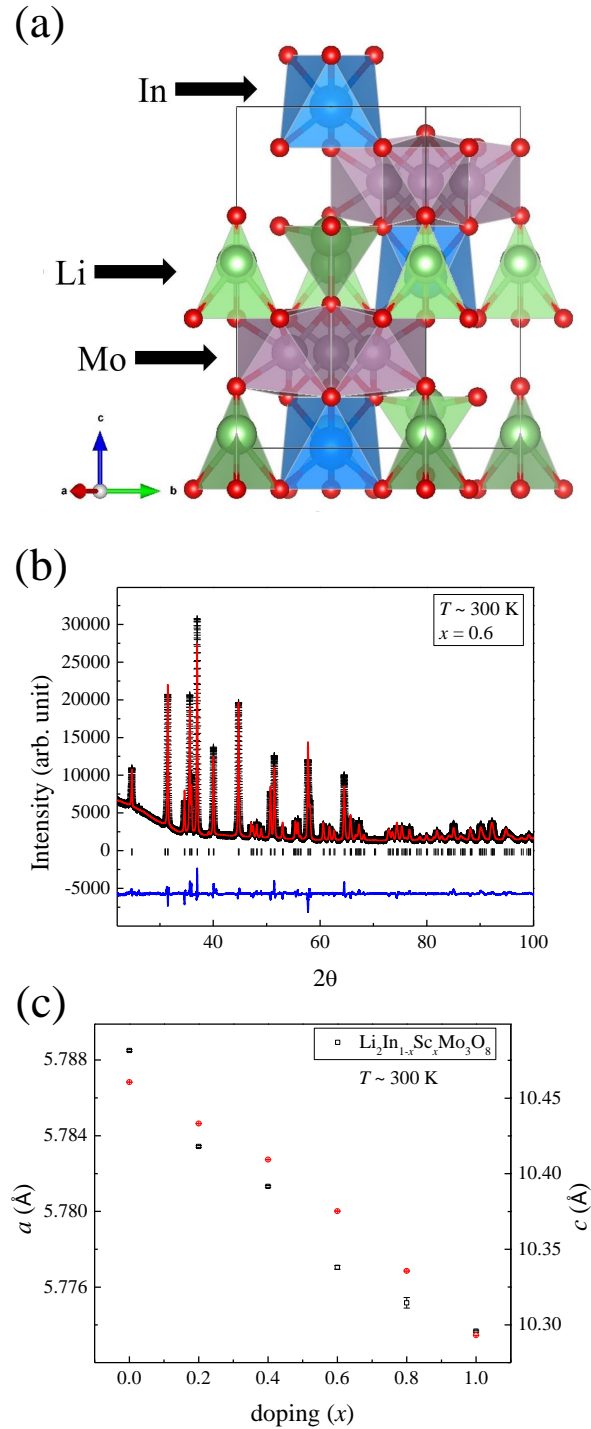 (a)
In
Li
Mo
c
a
b
(b)
T ~ 300 K
x = 0.6
30000
25000
20000
15000
10000
5000
0
-5000
Intensity (arb. unit)
40 60 80 100
2θ
(c)
Li₂In₁₋ₓScₓMo₃O₈
T ~ 300 K
5.788
5.784
5.780
5.776
a (Å)
10.45
10.40
10.35
10.30
c (Å)
0.0 0.2 0.4 0.6 0.8 1.0
doping (x)